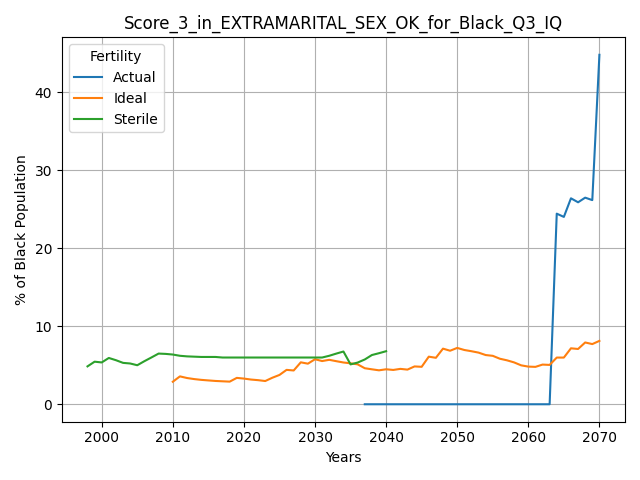 Score_3_in_EXTRAMARITAL_SEX_OK_for_Black_Q3_IQ
Fertility
Actual
Ideal
Sterile
% of Black Population
40
30
20
10
0
2000 2010 2020 2030 2040 2050 2060 2070
Years